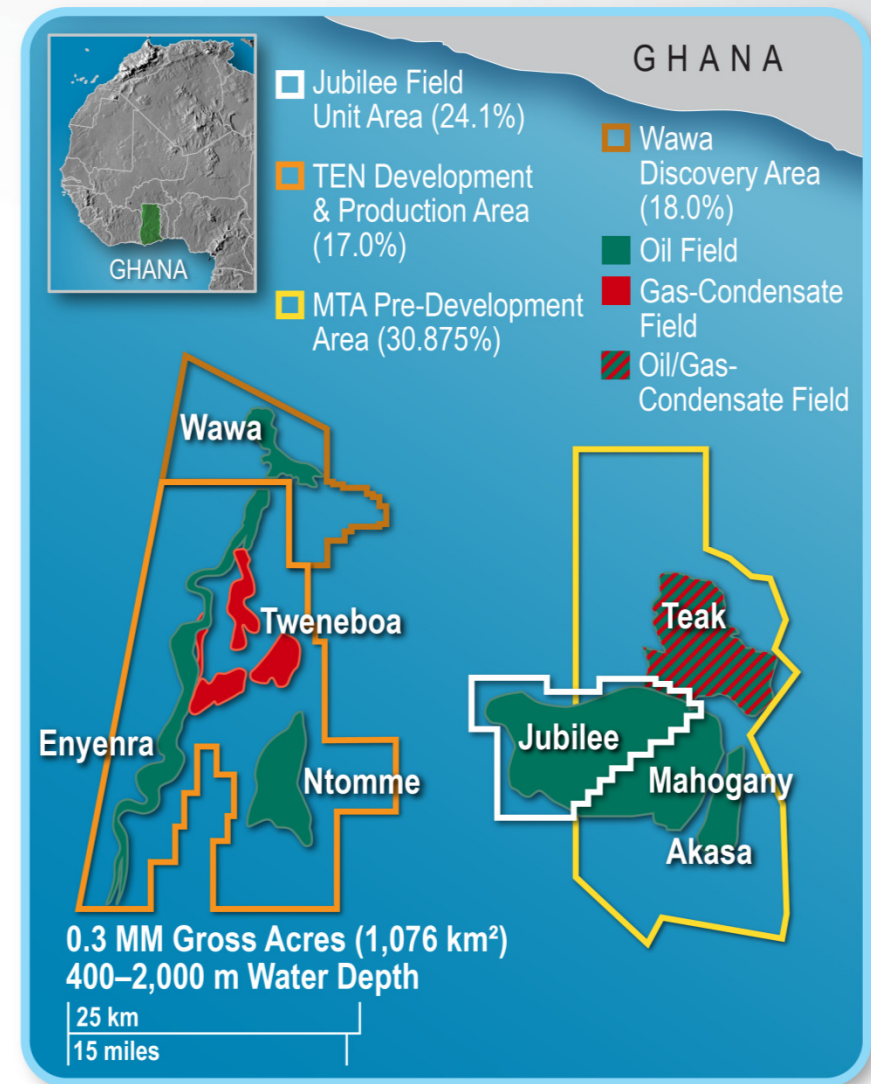 GHANA
GHANA
Jubilee Field
Unit Area (24.1%)
TEN Development
& Production Area
(17.0%)
MTA Pre-Development
Area (30.875%)
Wawa
Discovery Area
(18.0%)
Oil Field
Gas-Condensate
Field
Oil/Gas-
Condensate Field
Wawa
Tweneboa
Enyenra
Ntomme
Teak
Jubilee
Mahogany
Akasa
0.3 MM Gross Acres (1,076 km²)
400–2,000 m Water Depth
25 km
15 miles